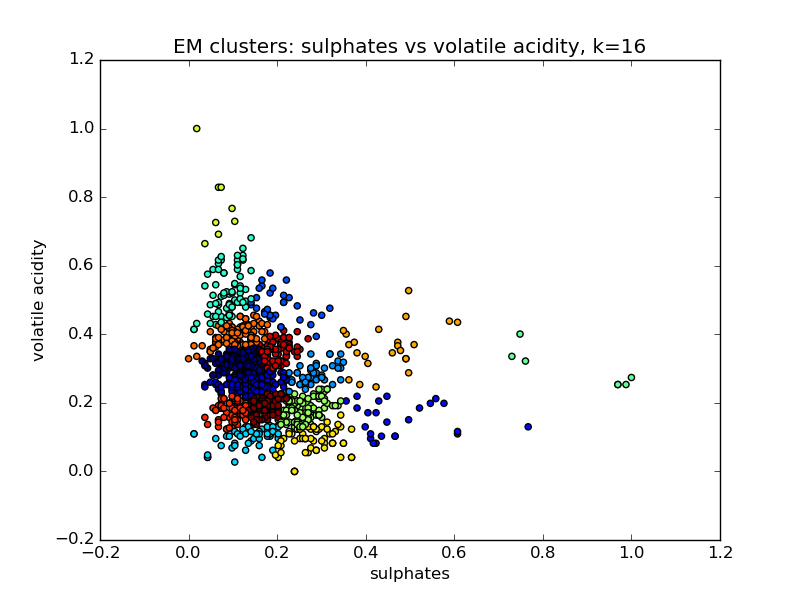 EM clusters: sulphates vs volatile acidity, k=16
1.2
1.0
0.8
0.6
0.4
0.2
0.0
−0.2
volatile acidity
−0.2 0.0 0.2 0.4 0.6 0.8 1.0 1.2
sulphates